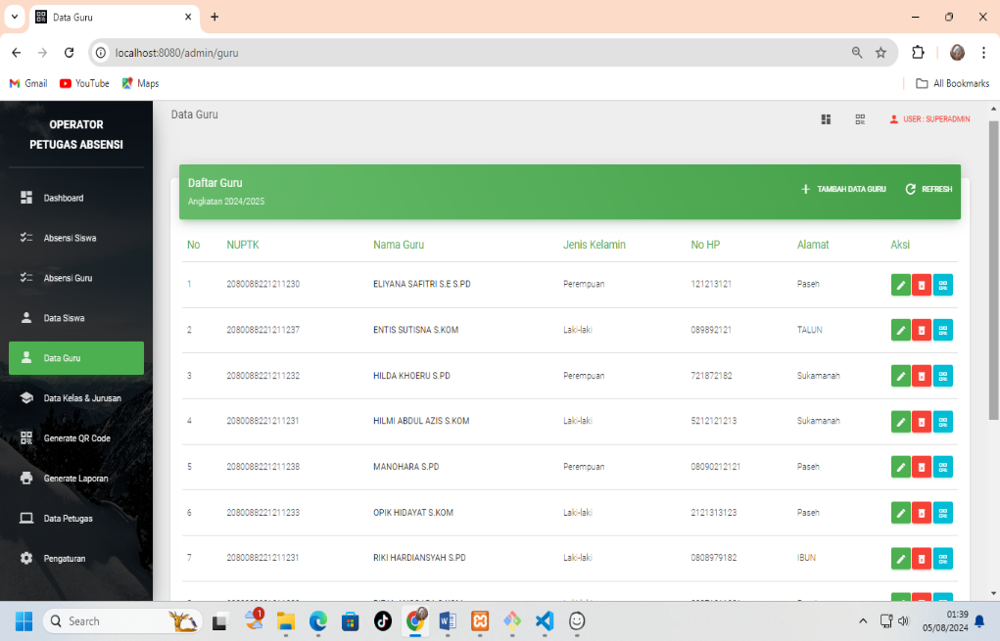 Data Guru
localhost:8080/admin/guru
Gmail YouTube Maps All Bookmarks
OPERATOR
PETUGAS ABSENSI
Dashboard
Absensi Siswa
Absensi Guru
Data Siswa
Data Guru
Data Kelas & Jurusan
Generate QR Code
Generate Laporan
Data Petugas
Pengaturan
Data Guru
USER : SUPERADMIN
Daftar Guru
Angkatan 2024/2025
TAMBAH DATA GURU REFRESH
No NUPTK Nama Guru Jenis Kelamin No HP Alamat Aksi
1 2080088221211230 ELIYANA SAFITRI S.E S.PD Perempuan 121213121 Paseh
2 2080088221211237 ENTIS SUTISNA S.KOM Laki-laki 089892121 TALUN
3 2080088221211232 HILDA KHOERU S.PD Perempuan 721872182 Sukamanah
4 2080088221211231 HILMI ABDUL AZIS S.KOM Laki-laki 5212121213 Sukamanah
5 2080088221211238 MANOHARA S.PD Perempuan 08090212121 Paseh
6 2080088221211233 OPIK HIDAYAT S.KOM Laki-laki 2121313123 Paseh
7 2080088221211231 RIKI HARDIANSYAH S.PD Laki-laki 0808979182 IBUN
Search
1
01:39
05/08/2024